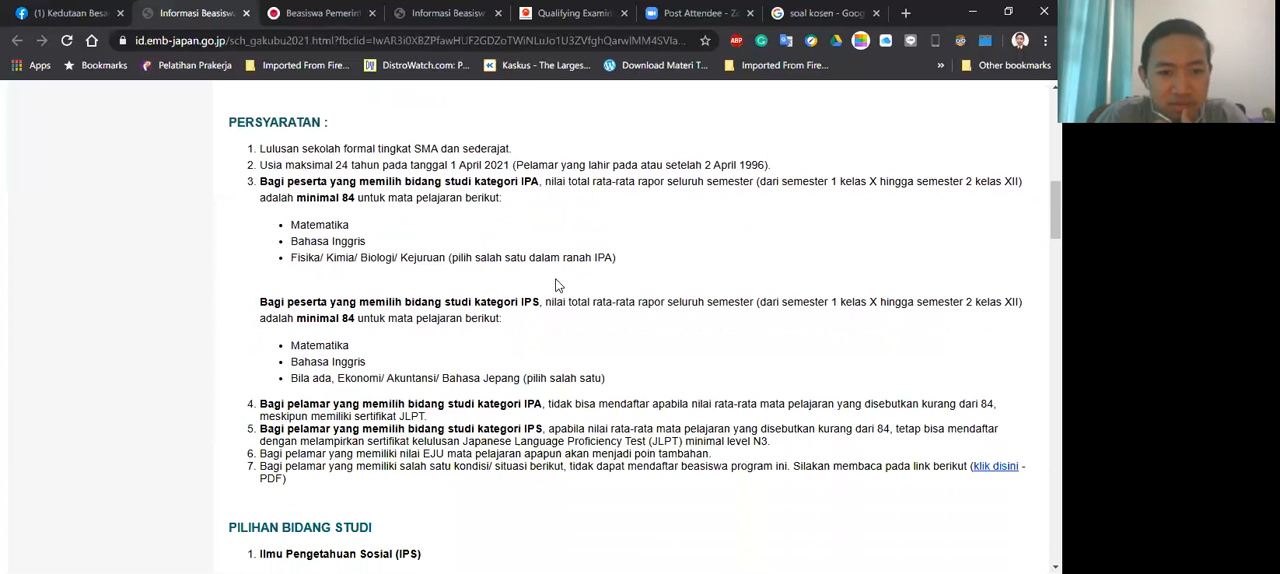 (1) Kedutaan Besa
Informasi Beasisw
Beasiswa Pemerin
Informasi Beasisw
Qualifying Examin
Post Attendee - Zo
soal kosen - Goog
id.emb-japan.go.jp/sch_gakubu2021.html?fbclid=
Apps
Bookmarks
Pelatihan Prakerja
Imported From Fire...
DistroWatch.com: P...
Kaskus - The Larges...
Download Materi T...
Imported From Fire...
»
Other bookmarks
PERSYARATAN :
1. Lulusan sekolah formal tingkat SMA dan sederajat.
2. Usia maksimal 24 tahun pada tanggal 1 April 2021 (Pelamar yang lahir pada atau setelah 2 April 1996).
3. Bagi peserta yang memilih bidang studi kategori IPA, nilai total rata-rata rapor seluruh semester (dari semester 1 kelas X hingga semester 2 kelas XII)
adalah minimal 84 untuk mata pelajaran berikut:
• Matematika
• Bahasa Inggris
• Fisika/ Kimia/ Biologi/ Kejuruan (pilih salah satu dalam ranah IPA)
Bagi peserta yang memilih bidang studi kategori IPS, nilai total rata-rata rapor seluruh semester (dari semester 1 kelas X hingga semester 2 kelas XII)
adalah minimal 84 untuk mata pelajaran berikut:
• Matematika
• Bahasa Inggris
• Bila ada, Ekonomi/ Akuntansi/ Bahasa Jepang (pilih salah satu)
4. Bagi pelamar yang memilih bidang studi kategori IPA, tidak bisa mendaftar apabila nilai rata-rata mata pelajaran yang disebutkan kurang dari 84,
meskipun memiliki sertifikat JLPT.
5. Bagi pelamar yang memilih bidang studi kategori IPS, apabila nilai rata-rata mata pelajaran yang disebutkan kurang dari 84, tetap bisa mendaftar
dengan melampirkan sertifikat kelulusan Japanese Language Proficiency Test (JLPT) minimal level N3.
6. Bagi pelamar yang memiliki nilai EJU mata pelajaran apapun akan menjadi poin tambahan.
7. Bagi pelamar yang memiliki salah satu kondisi/ situasi berikut, tidak dapat mendaftar beasiswa program ini. Silakan membaca pada link berikut (klik disini -
PDF)
PILIHAN BIDANG STUDI
1. Ilmu Pengetahuan Sosial (IPS)